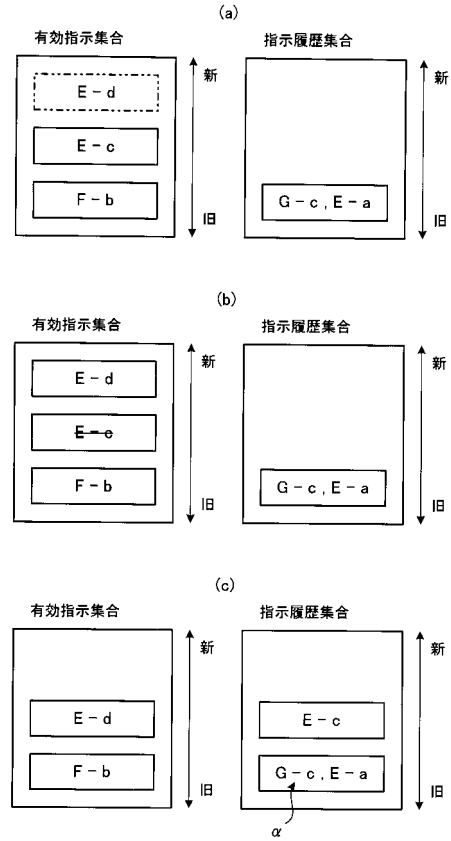 (a)
有効指示集合
指示履歴集合
新
新
E-d
E-c
F-b
G-c, E-a
旧
旧
(b)
有効指示集合
指示履歴集合
新
新
E-d
E-c
F-b
G-c, E-a
旧
旧
(c)
有効指示集合
指示履歴集合
新
新
E-d
E-c
F-b
G-c, E-a
旧
旧
α